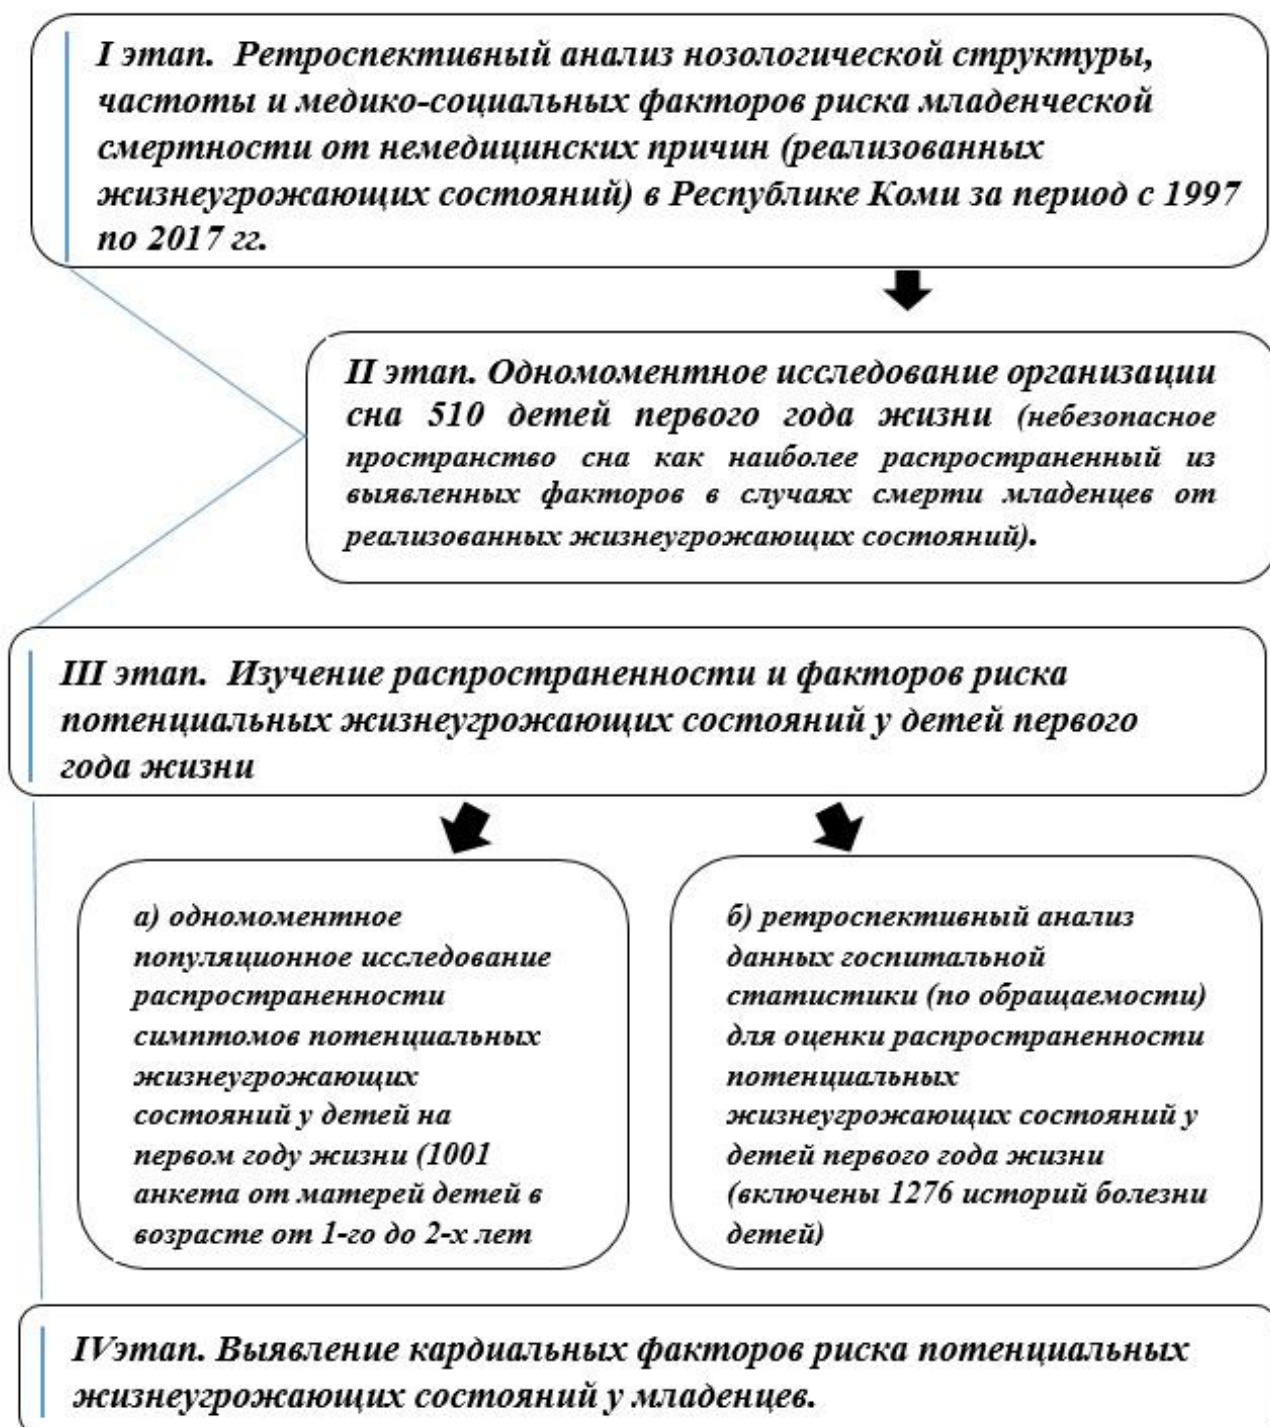 I этап. Ретроспективный анализ нозологической структуры,
частоты и медико-социальных факторов риска младенческой
смертности от немедицинских причин (реализованных
жизнеугрожающих состояний) в Республике Коми за период с 1997
по 2017 гг.
II этап. Одномоментное исследование организации
сна 510 детей первого года жизни (небезопасное
пространство сна как наиболее распространенный из
выявленных факторов в случаях смерти младенцев от
реализованных жизнеугрожающих состояний).
III этап. Изучение распространенности и факторов риска
потенциальных жизнеугрожающих состояний у детей первого
года жизни
а) одномоментное
популяционное исследование
распространенности
симптомов потенциальных
жизнеугрожающих
состояний у детей на
первом году жизни (1001
анкета от матерей детей в
возрасте от 1-го до 2-х лет
б) ретроспективный анализ
данных госпитальной
статистики (по обращаемости)
для оценки распространенности
потенциальных
жизнеугрожающих состояний у
детей первого года жизни
(включены 1276 историй болезни
детей)
IVэтап. Выявление кардиальных факторов риска потенциальных
жизнеугрожающих состояний у младенцев.